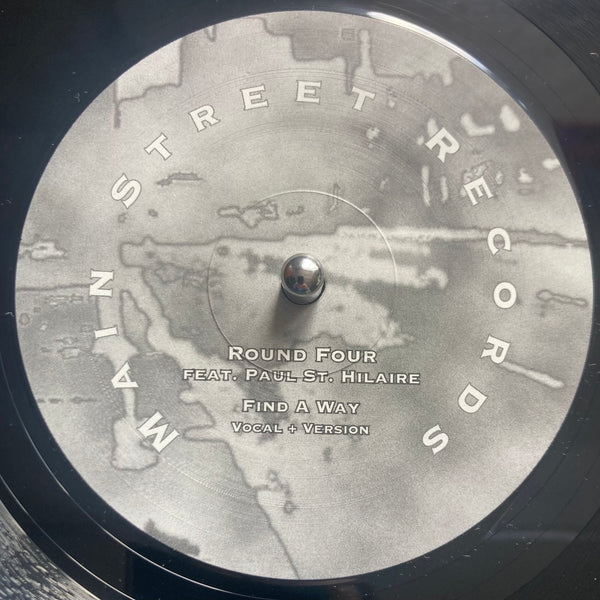 MAIN STREET RECORDS
ROUND FOUR
FEAT. PAUL ST. HILAIRE
FIND A WAY
VOCAL + VERSION